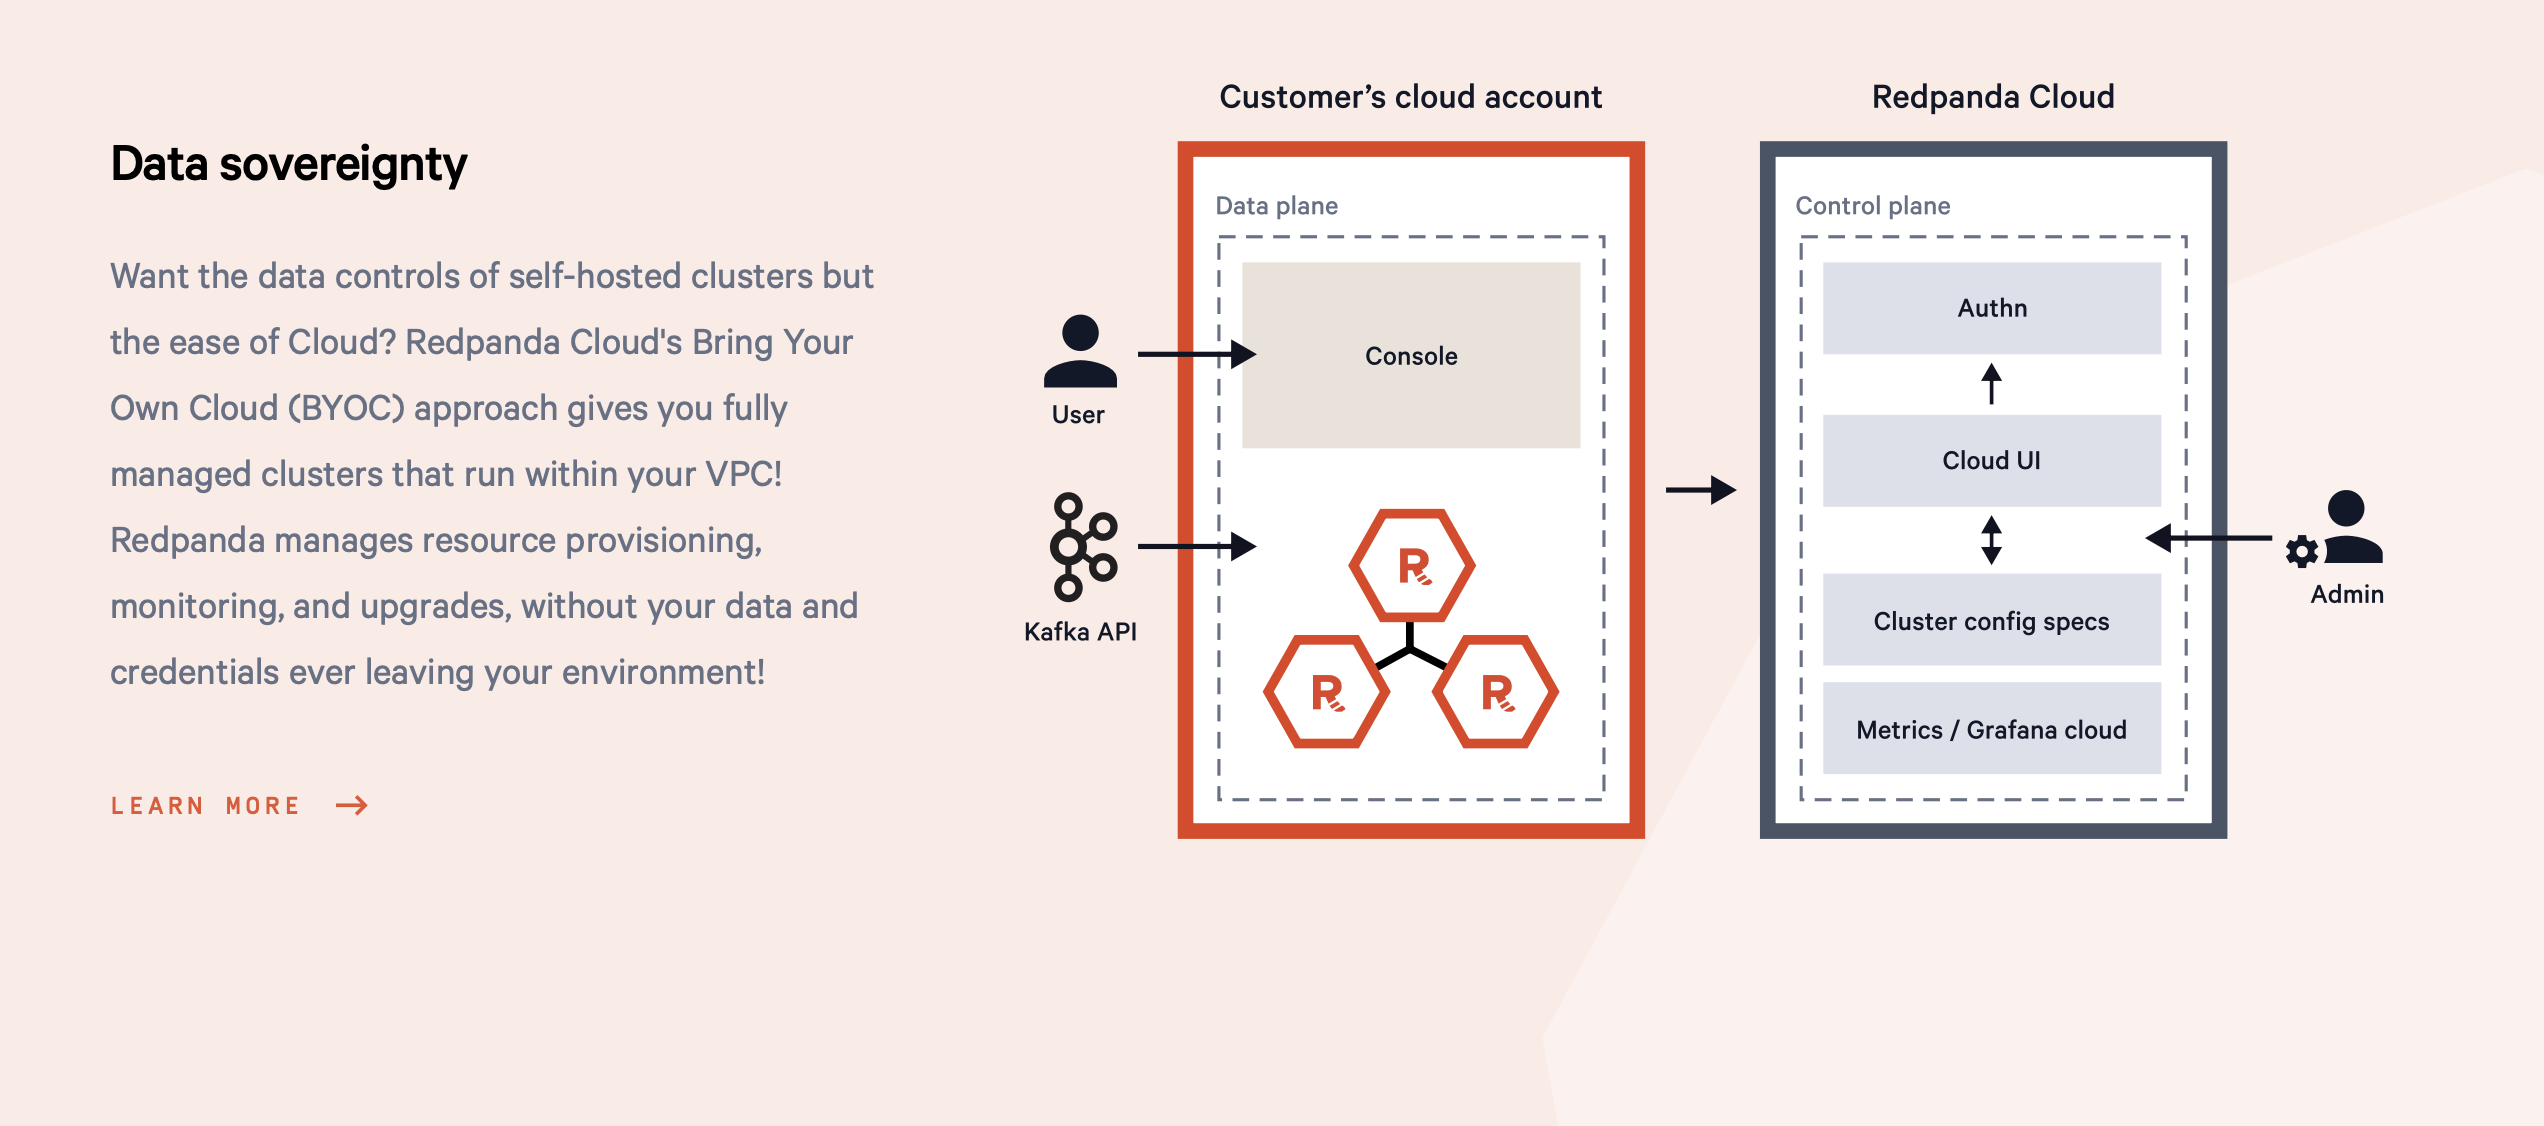 Data sovereignty
Want the data controls of self-hosted clusters but
the ease of Cloud? Redpanda Cloud's Bring Your
Own Cloud (BYOC) approach gives you fully
managed clusters that run within your VPC!
Redpanda manages resource provisioning,
monitoring, and upgrades, without your data and
credentials ever leaving your environment!
LEARN MORE
Customer’s cloud account
Data plane
Console
User
Kafka API
R
R
R
Redpanda Cloud
Control plane
Authn
Cloud UI
Cluster config specs
Metrics / Grafana cloud
Admin